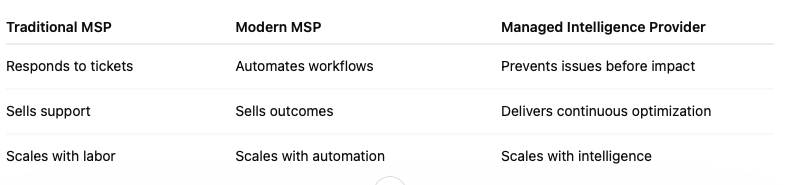 Traditional MSP Modern MSP Managed Intelligence Provider
Responds to tickets Automates workflows Prevents issues before impact
Sells support Sells outcomes Delivers continuous optimization
Scales with labor Scales with automation Scales with intelligence